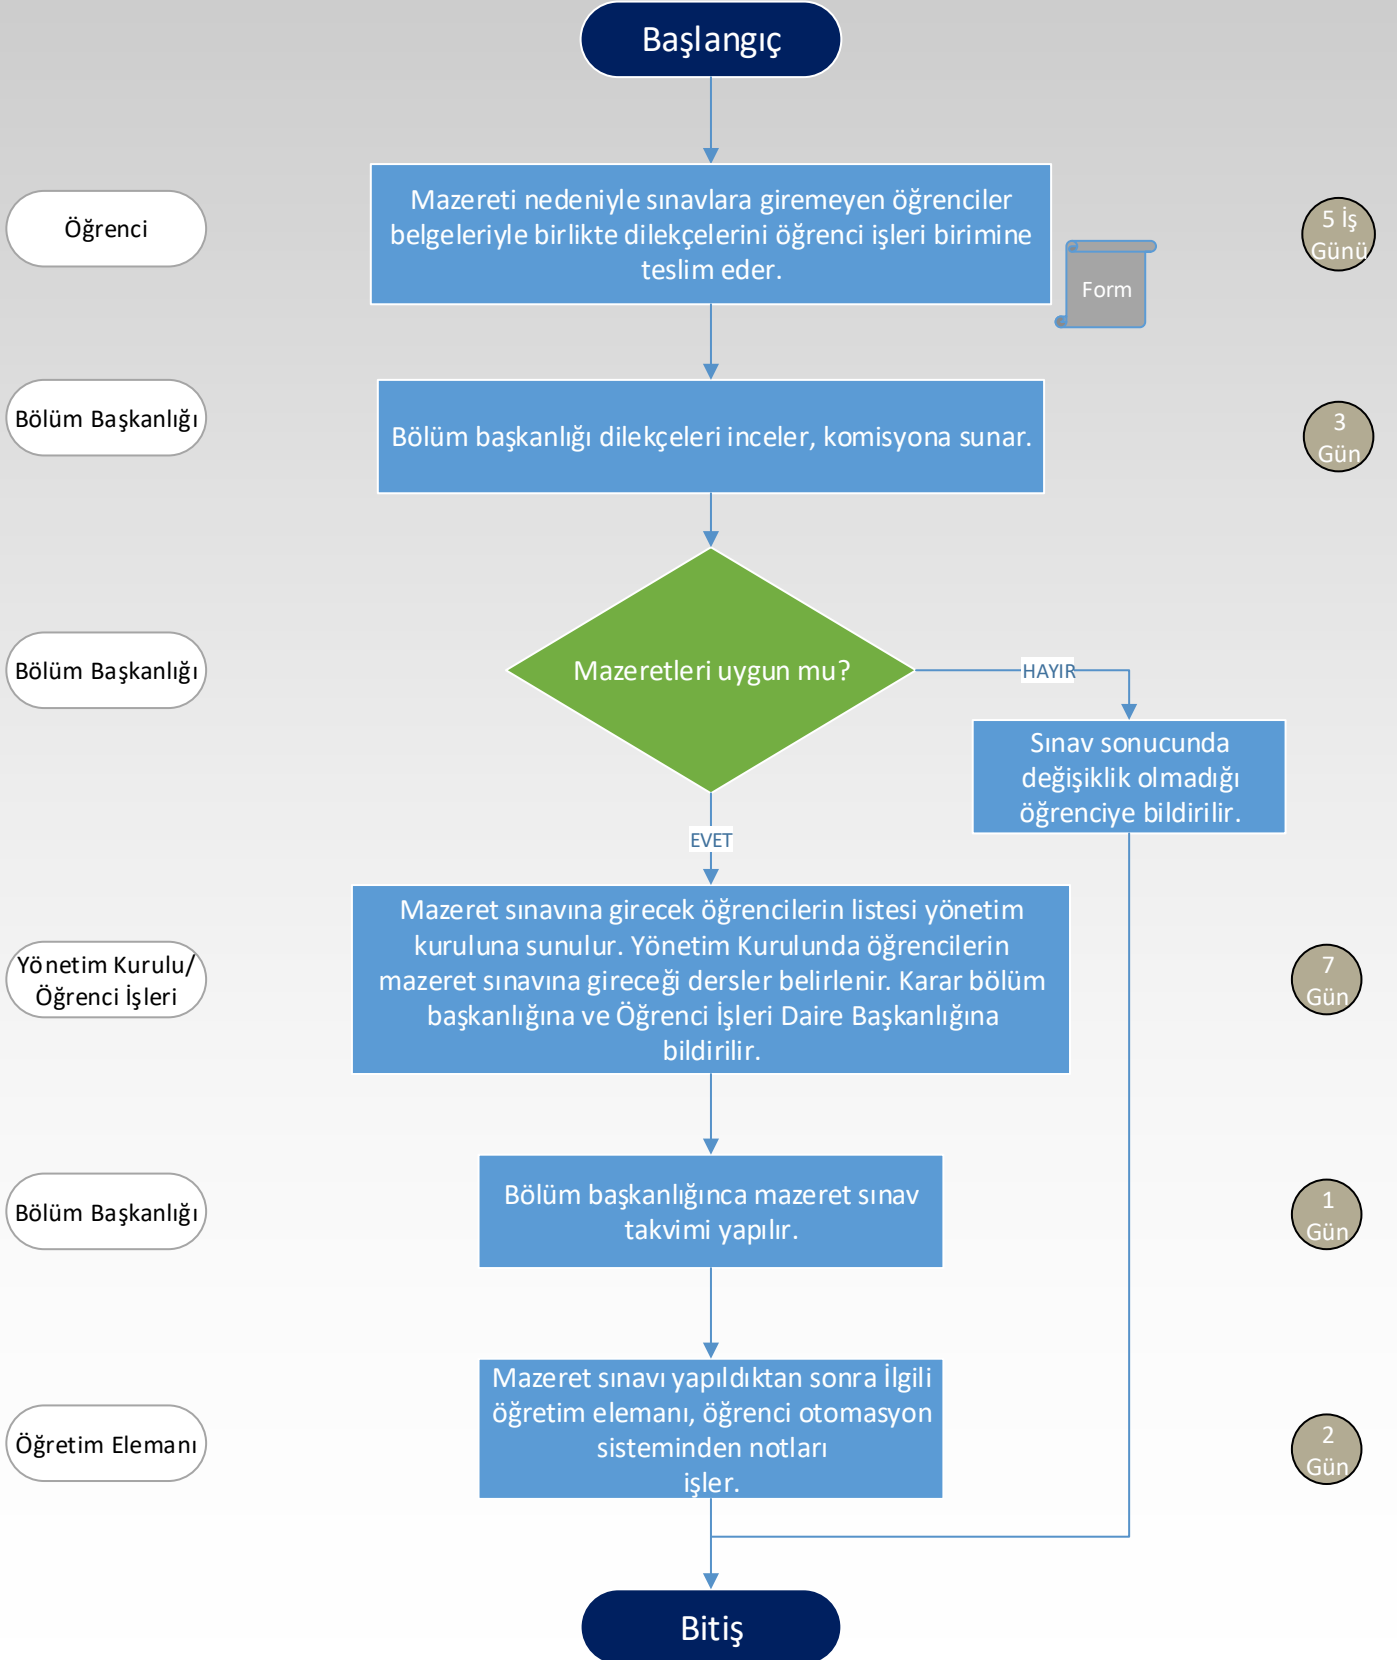 Başlangıç
Öğrenci
Mazereti nedeniyle sınavlara giremeyen öğrenciler
belgeleriyle birlikte dilekçelerini öğrenci işleri birimine
teslim eder.
Form
5 İş
Günü
Bölüm Başkanlığı
Bölüm başkanlığı dilekçeleri inceler, komisyona sunar.
3
Gün
Bölüm Başkanlığı
Mazeretleri uygun mu?
HAYIR
Sınav sonucunda
değişiklik olmadığı
öğrenciye bildirilir.
EVET
Yönetim Kurulu/
Öğrenci İşleri
Mazeret sınavına girecek öğrencilerin listesi yönetim
kuruluna sunulur. Yönetim Kurulunda öğrencilerin
mazeret sınavına gireceği dersler belirlenir. Karar bölüm
başkanlığına ve Öğrenci İşleri Daire Başkanlığına
bildirilir.
7
Gün
Bölüm Başkanlığı
Bölüm başkanlığınca mazeret sınav
takvimi yapılır.
1
Gün
Öğretim Elemanı
Mazeret sınavı yapıldıktan sonra İlgili
öğretim elemanı, öğrenci otomasyon
sisteminden notları
işler.
2
Gün
Bitiş